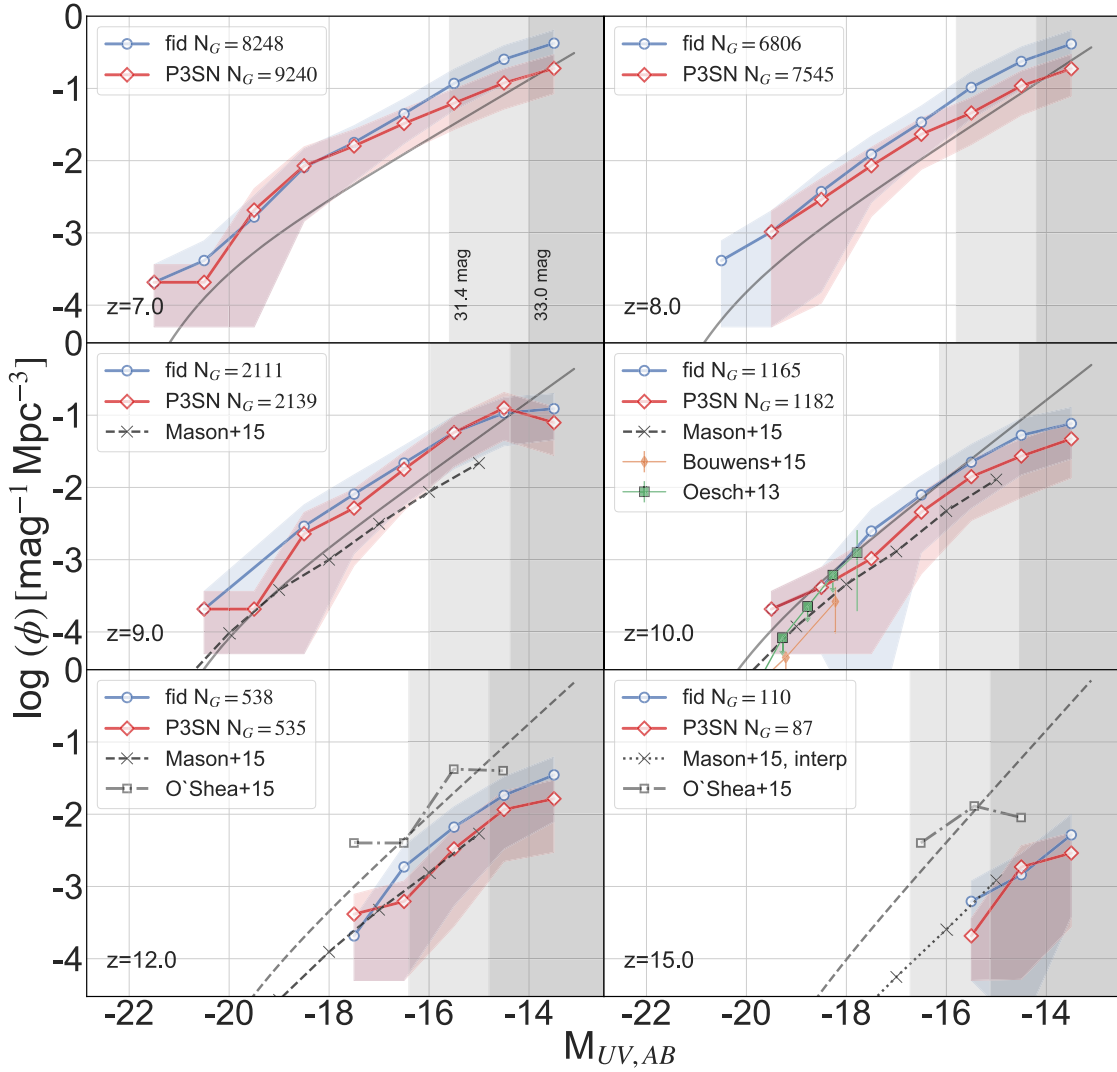 0
-1
-2
-3
-4
fid N_G=8248
P3SN N_G=9240
z=7.0
31.4 mag
33.0 mag
fid N_G=6806
P3SN N_G=7545
z=8.0
0
-1
-2
-3
-4
fid N_G=2111
P3SN N_G=2139
Mason+15
z=9.0
fid N_G=1165
P3SN N_G=1182
Mason+15
Bouwens+15
Oesch+13
z=10.0
log (ϕ) [mag⁻¹ Mpc⁻³]
0
-1
-2
-3
-4
fid N_G=538
P3SN N_G=535
Mason+15
O`Shea+15
z=12.0
fid N_G=110
P3SN N_G=87
Mason+15, interp
O`Shea+15
z=15.0
-22 -20 -18 -16 -14 -22 -20 -18 -16 -14
M_{UV,AB}